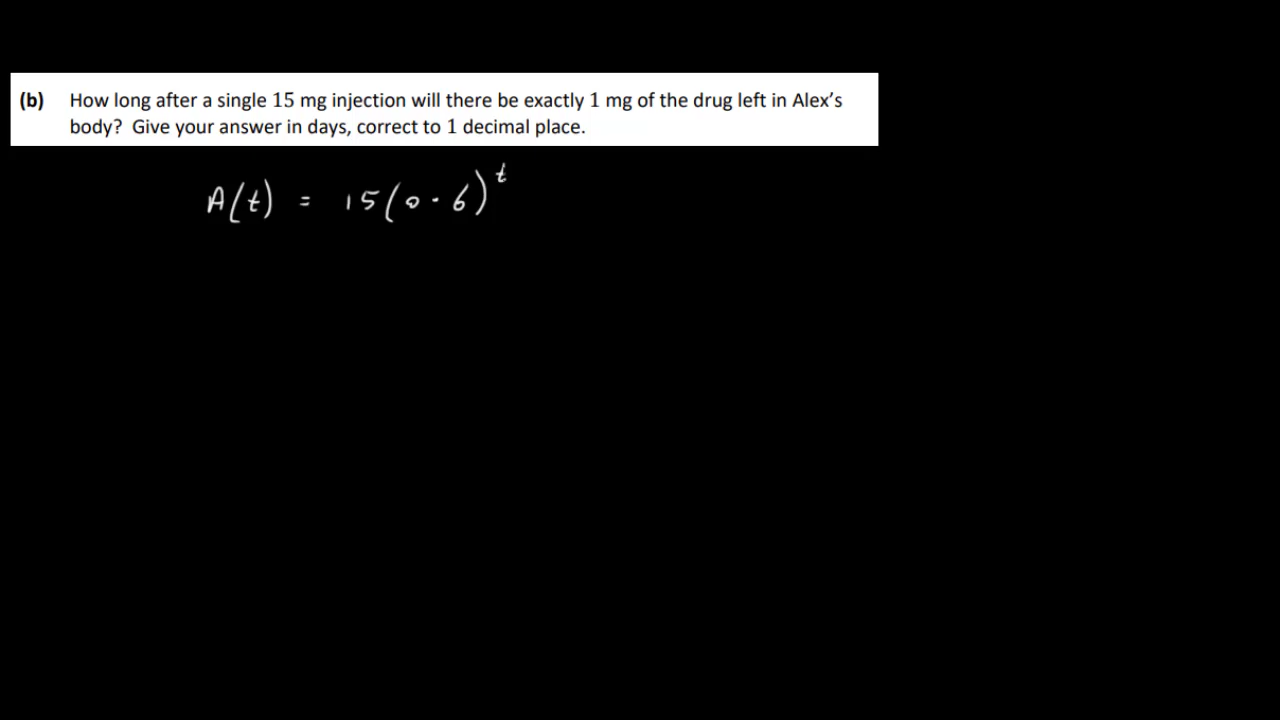 (b) How long after a single 15 mg injection will there be exactly 1 mg of the drug left in Alex's
body? Give your answer in days, correct to 1 decimal place.
A(t) = 15(0·6)^t